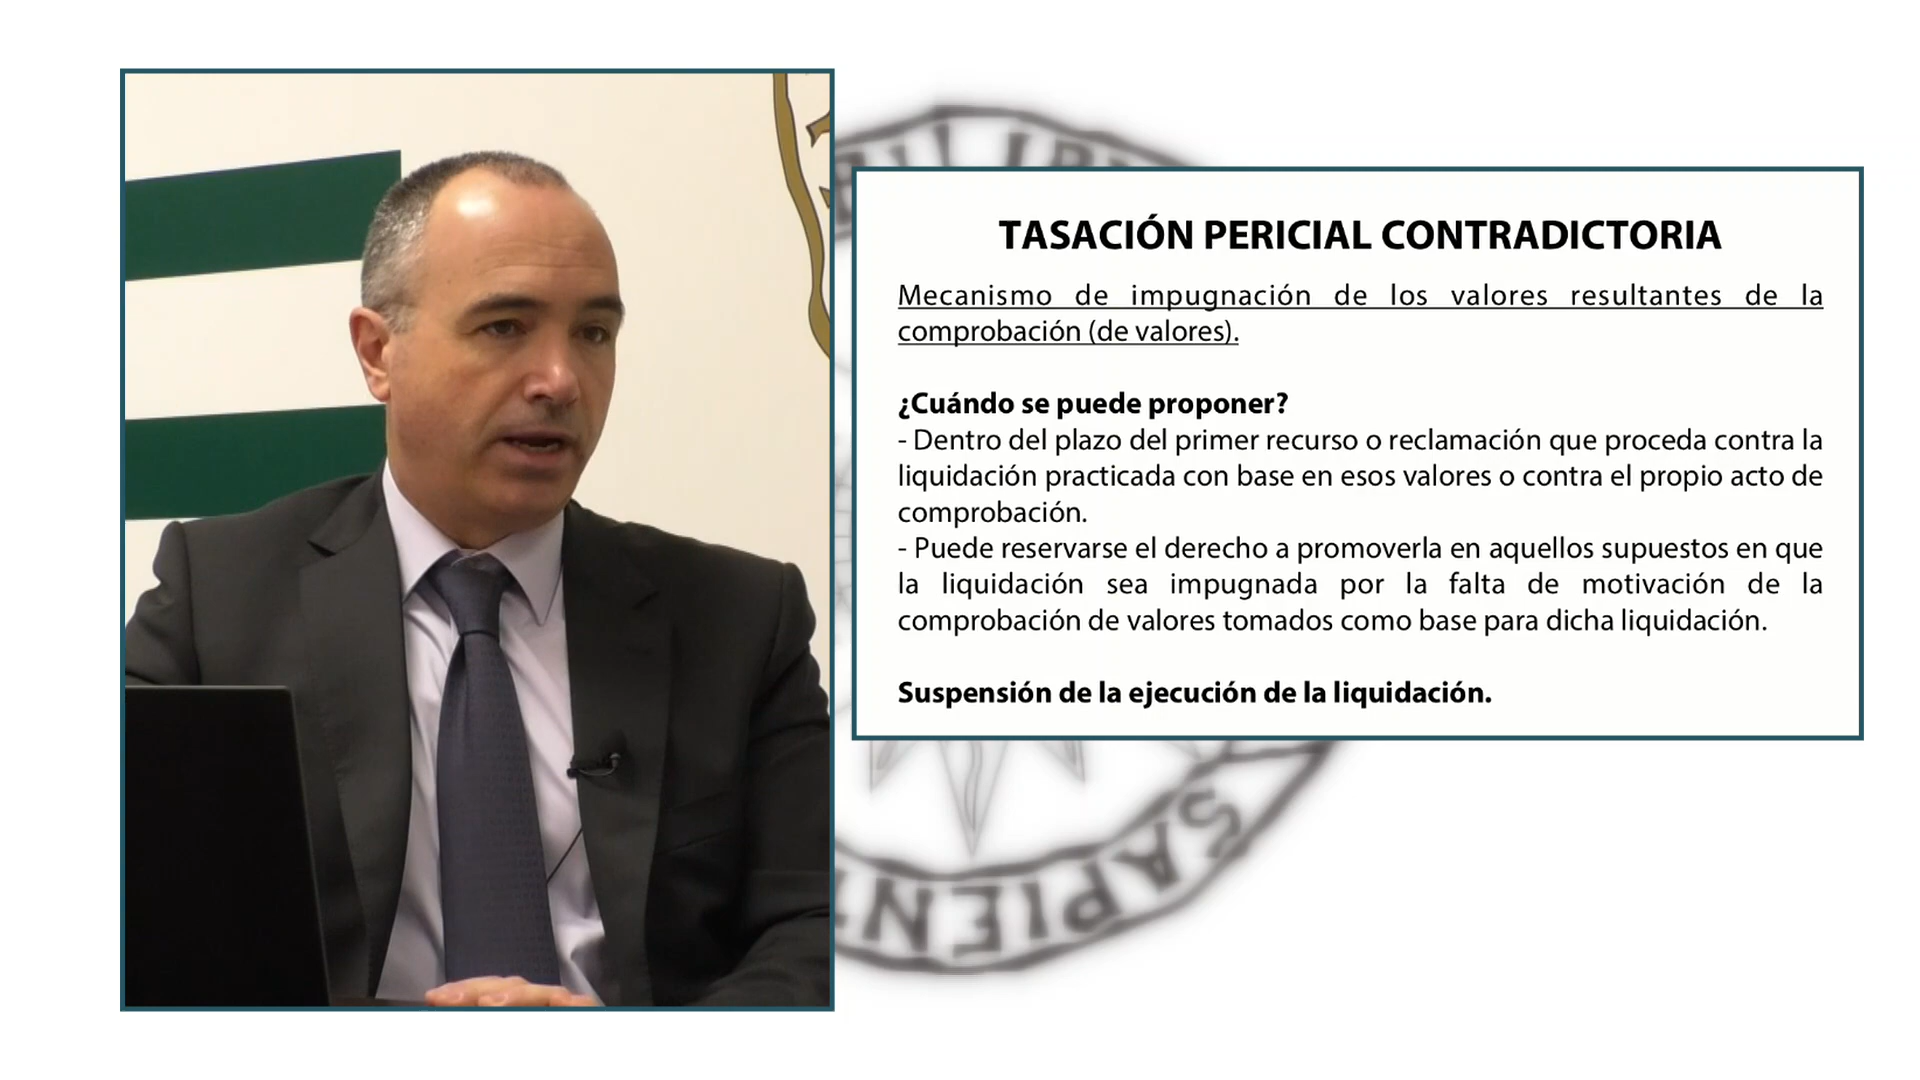 TASACIÓN PERICIAL CONTRADICTORIA
Mecanismo de impugnación de los valores resultantes de la
comprobación (de valores).
¿Cuándo se puede proponer?
- Dentro del plazo del primer recurso o reclamación que proceda contra la
liquidación practicada con base en esos valores o contra el propio acto de
comprobación.
- Puede reservarse el derecho a promoverla en aquellos supuestos en que
la liquidación sea impugnada por la falta de motivación de la
comprobación de valores tomados como base para dicha liquidación.
Suspensión de la ejecución de la liquidación.
SAPIENT